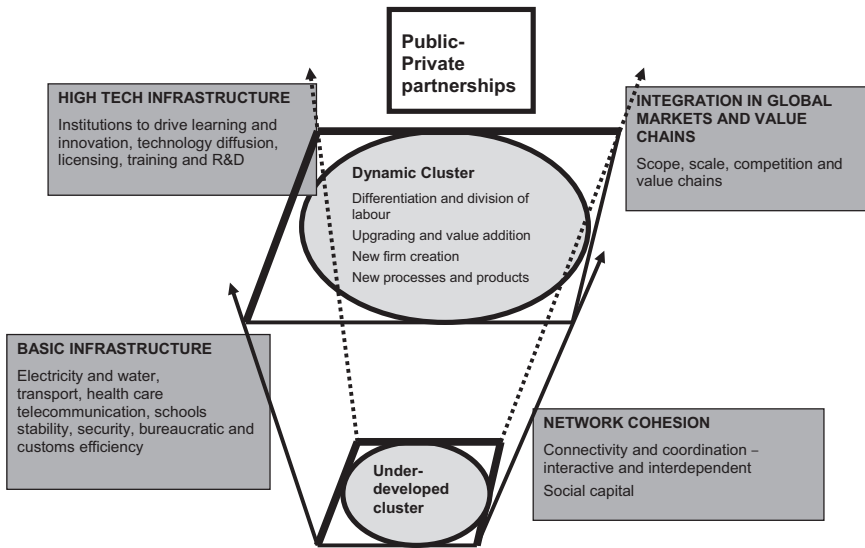 Public-
Private
partnerships
HIGH TECH INFRASTRUCTURE
Institutions to drive learning and
innovation, technology diffusion,
licensing, training and R&D
INTEGRATION IN GLOBAL
MARKETS AND VALUE
CHAINS
Scope, scale, competition and
value chains
Dynamic Cluster
Differentiation and division of
labour
Upgrading and value addition
New firm creation
New processes and products
BASIC INFRASTRUCTURE
Electricity and water,
transport, health care
telecommunication, schools
stability, security, bureaucratic and
customs efficiency
NETWORK COHESION
Connectivity and coordination –
interactive and interdependent
Social capital
Under-
developed
cluster